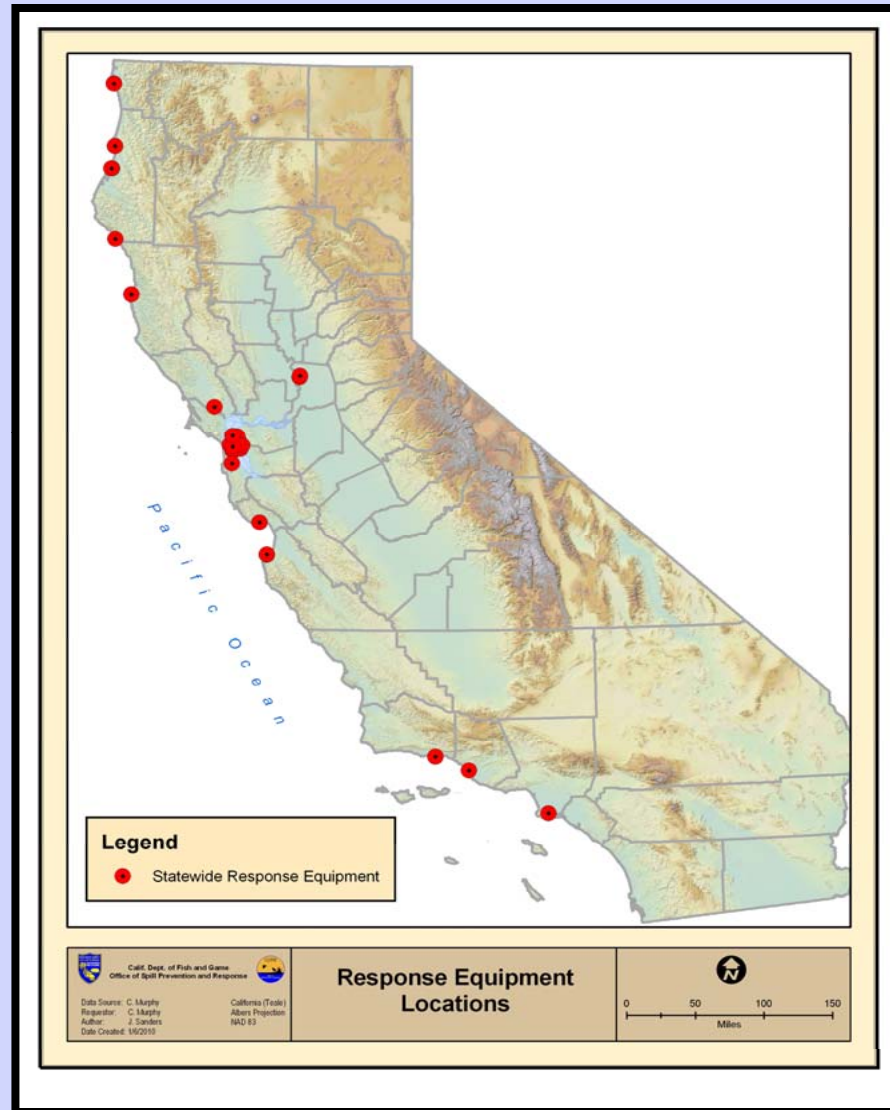 Pacific Ocean
Legend
Statewide Response Equipment
Calif. Dept. of Fish and Game
Office of Spill Prevention and Response
Data Source: C. Murphy
Requestor: C. Murphy
Author: J. Sanders
Date Created: 1/6/2010
California (Teale)
Albers Projection
NAD 83
Response Equipment
Locations
N
0 50 100 150
Miles